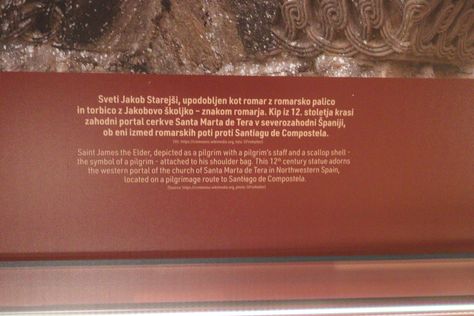 Sveti Jakob Starejši, upodobljen kot romar z romarsko palico
in torbico z Jakobovo školjko – znakom romarja. Kip iz 12. stoletja krasi
zahodni portal cerkve Santa Marta de Tera v severozahodni Španiji,
ob eni izmed romarskih poti proti Santiagu de Compostela.
Saint James the Elder, depicted as a pilgrim with a pilgrim's staff and a scallop shell -
the symbol of a pilgrim - attached to his shoulder bag. This 12th century statue adorns
the western portal of the church of Santa Marta de Tera in Northwestern Spain,
located on a pilgrimage route to Santiago de Compostela.